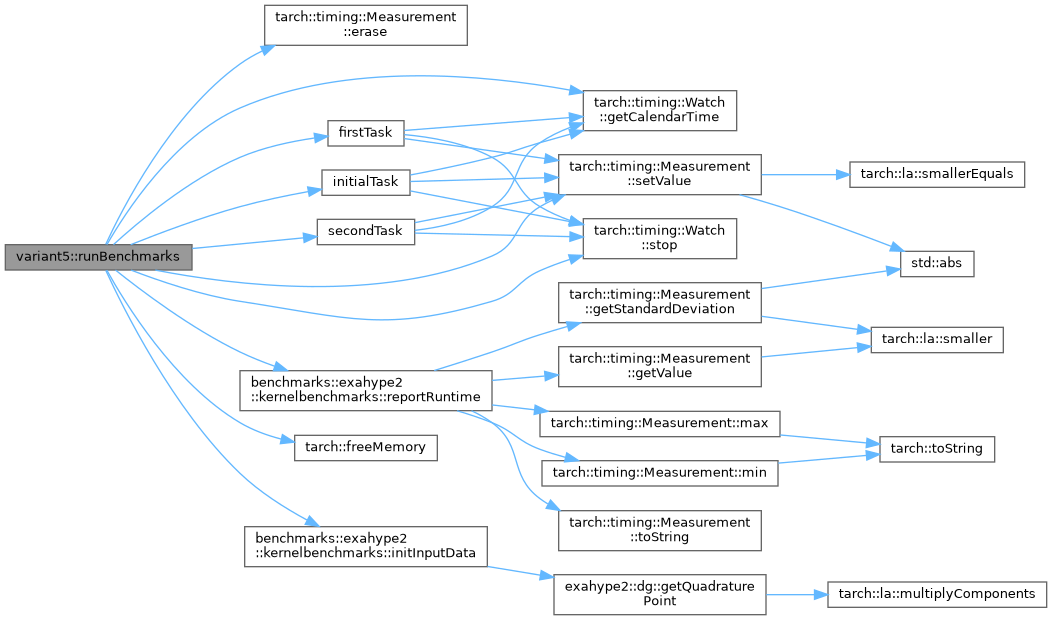 tarch::timing::Measurement
::erase
tarch::timing::Watch
::getCalendarTime
firstTask
tarch::timing::Measurement
::setValue
tarch::la::smallerEquals
initialTask
secondTask
tarch::timing::Watch
::stop
variant5::runBenchmarks
std::abs
tarch::timing::Measurement
::getStandardDeviation
tarch::la::smaller
tarch::timing::Measurement
::getValue
benchmarks::exahype2
::kernelbenchmarks::reportRuntime
tarch::timing::Measurement::max
tarch::freeMemory
tarch::toString
tarch::timing::Measurement::min
tarch::timing::Measurement
::toString
benchmarks::exahype2
::kernelbenchmarks::initInputData
exahype2::dg::getQuadrature
Point
tarch::la::multiplyComponents